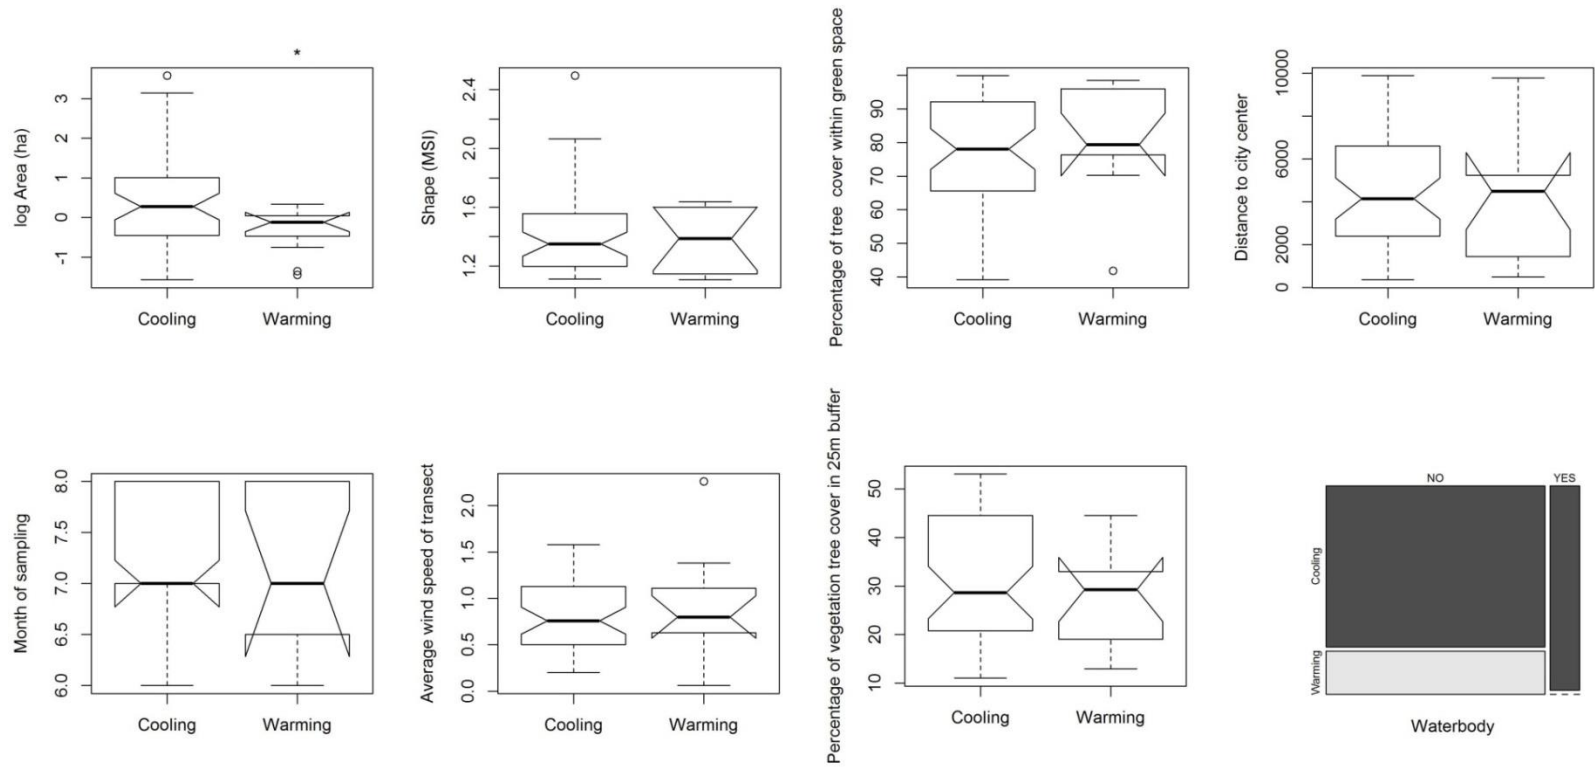 *
log Area (ha)
3
2
1
0
-1
Cooling Warming
Shape (MSI)
2.4
2.0
1.6
1.2
Cooling Warming
Percentage of tree cover within green space
90
80
70
60
50
40
Cooling Warming
Distance to city center
10000
6000
2000
0
Cooling Warming
Month of sampling
8.0
7.5
7.0
6.5
6.0
Cooling Warming
Average wind speed of transect
2.0
1.5
1.0
0.5
0.0
Cooling Warming
Percentage of vegetation tree cover in 25m buffer
50
40
30
20
10
Cooling Warming
NO YES
Cooling
Warming
Waterbody